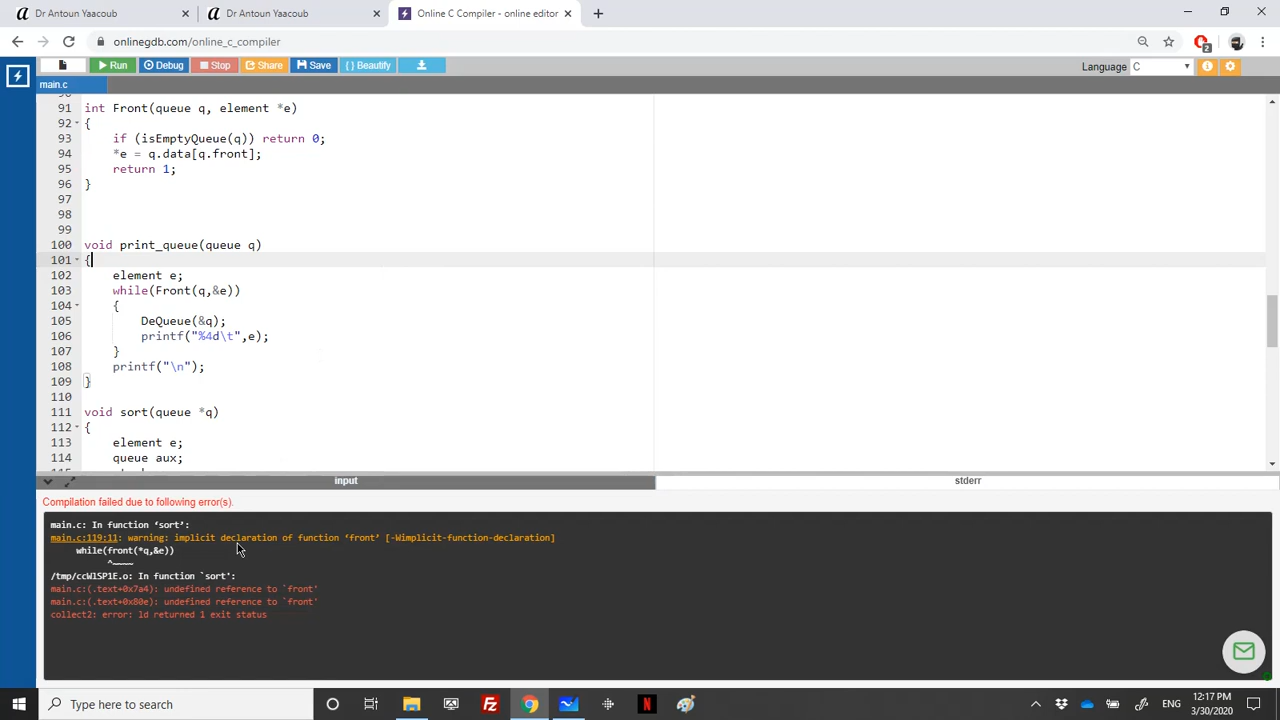 Dr Antoun Yaacoub
Dr Antoun Yaacoub
Online C Compiler - online editor
onlinegdb.com/online_c_compiler
2
Run
Debug
Stop
Share
Save
{ } Beautify
Language
C
main.c
90
91 int Front(queue q, element *e)
92 {
93 if (isEmptyQueue(q)) return 0;
94 *e = q.data[q.front];
95 return 1;
96 }
97
98
99
100 void print_queue(queue q)
101 {
102 element e;
103 while(Front(q,&e))
104 {
105 DeQueue(&q);
106 printf("%4d\t",e);
107 }
108 printf("\n");
109 }
110
111 void sort(queue *q)
112 {
113 element e;
114 queue aux;
input
stderr
Compilation failed due to following error(s).
main.c: In function ‘sort’:
main.c:119:11: warning: implicit declaration of function ‘front’ [-Wimplicit-function-declaration]
while(front(*q,&e))
^~~~~
/tmp/ccWlSP1E.o: In function `sort':
main.c:(.text+0x7a4): undefined reference to `front'
main.c:(.text+0x80e): undefined reference to `front'
collect2: error: ld returned 1 exit status
Type here to search
ENG
12:17 PM
3/30/2020